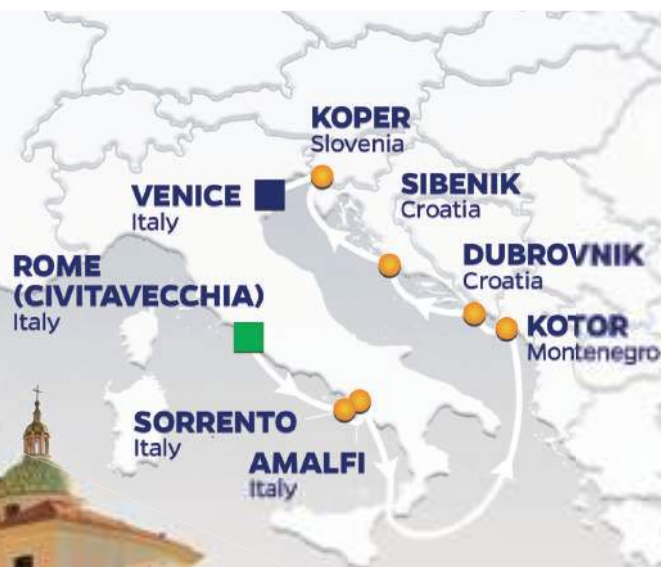 KOPER
Slovenia
VENICE
Italy
SIBENIK
Croatia
ROME
(CIVITAVECCHIA)
Italy
DUBROVNIK
Croatia
KOTOR
Montenegro
SORRENTO
Italy
AMALFI
Italy